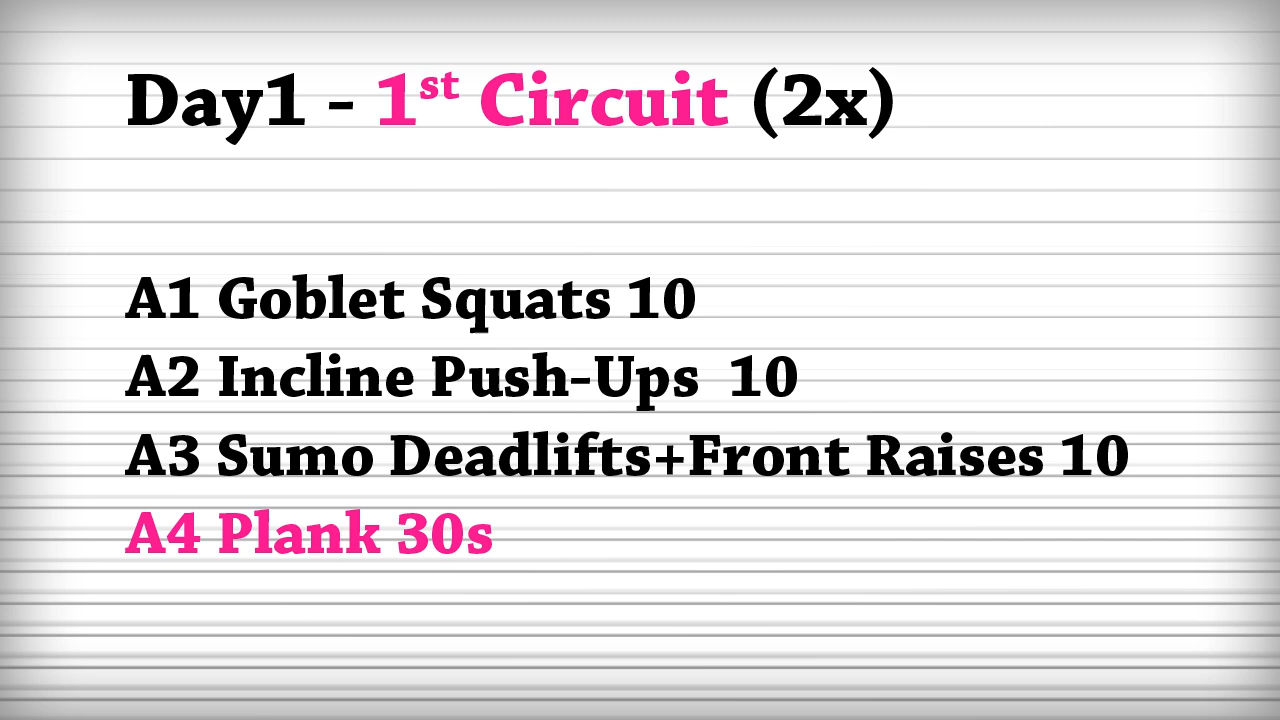 Day1 - 1st Circuit (2x)
A1 Goblet Squats 10
A2 Incline Push-Ups  10
A3 Sumo Deadlifts+Front Raises 10
A4 Plank 30s